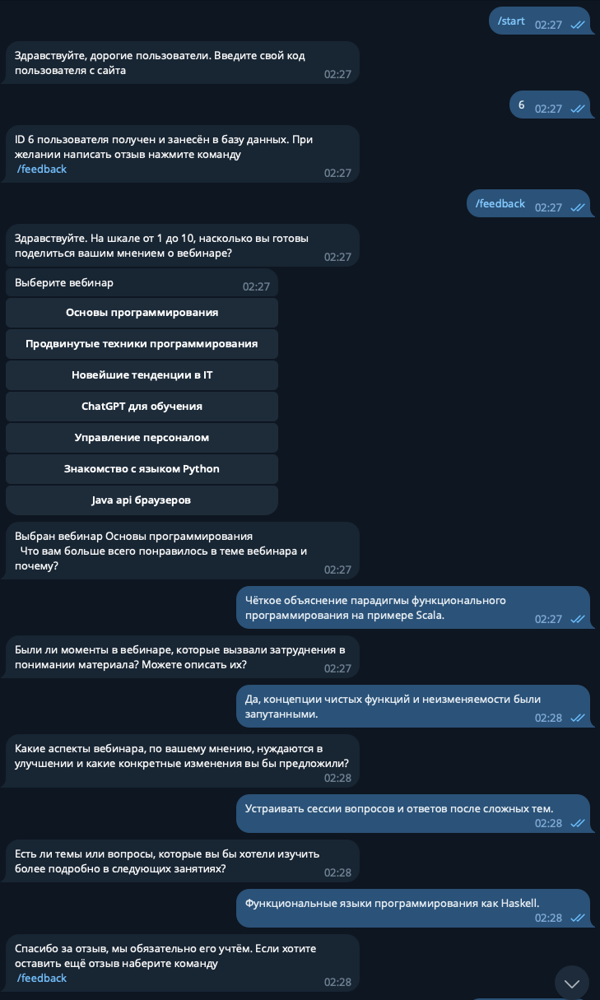 /start 02:27
Здравствуйте, дорогие пользователи. Введите свой код
пользователя с сайта
02:27
6 02:27
ID 6 пользователя получен и занесён в базу данных. При
желании написать отзыв нажмите команду
/feedback
02:27
/feedback 02:27
Здравствуйте. На шкале от 1 до 10, насколько вы готовы
поделиться вашим мнением о вебинаре?
02:27
Выберите вебинар
02:27
Основы программирования
Продвинутые техники программирования
Новейшие тенденции в IT
ChatGPT для обучения
Управление персоналом
Знакомство с языком Python
Java api браузеров
Выбран вебинар Основы программирования
Что вам больше всего понравилось в теме вебинара и
почему?
02:27
Чёткое объяснение парадигмы функционального
программирования на примере Scala.
02:27
Были ли моменты в вебинаре, которые вызвали затруднения в
понимании материала? Можете описать их?
02:27
Да, концепции чистых функций и неизменяемости были
запутанными.
02:28
Какие аспекты вебинара, по вашему мнению, нуждаются в
улучшении и какие конкретные изменения вы бы предложили?
02:28
Устраивать сессии вопросов и ответов после сложных тем.
02:28
Есть ли темы или вопросы, которые вы бы хотели изучить
более подробно в следующих занятиях?
02:28
Функциональные языки программирования как Haskell.
02:28
Спасибо за отзыв, мы обязательно его учтём. Если хотите
оставить ещё отзыв наберите команду
/feedback
02:28